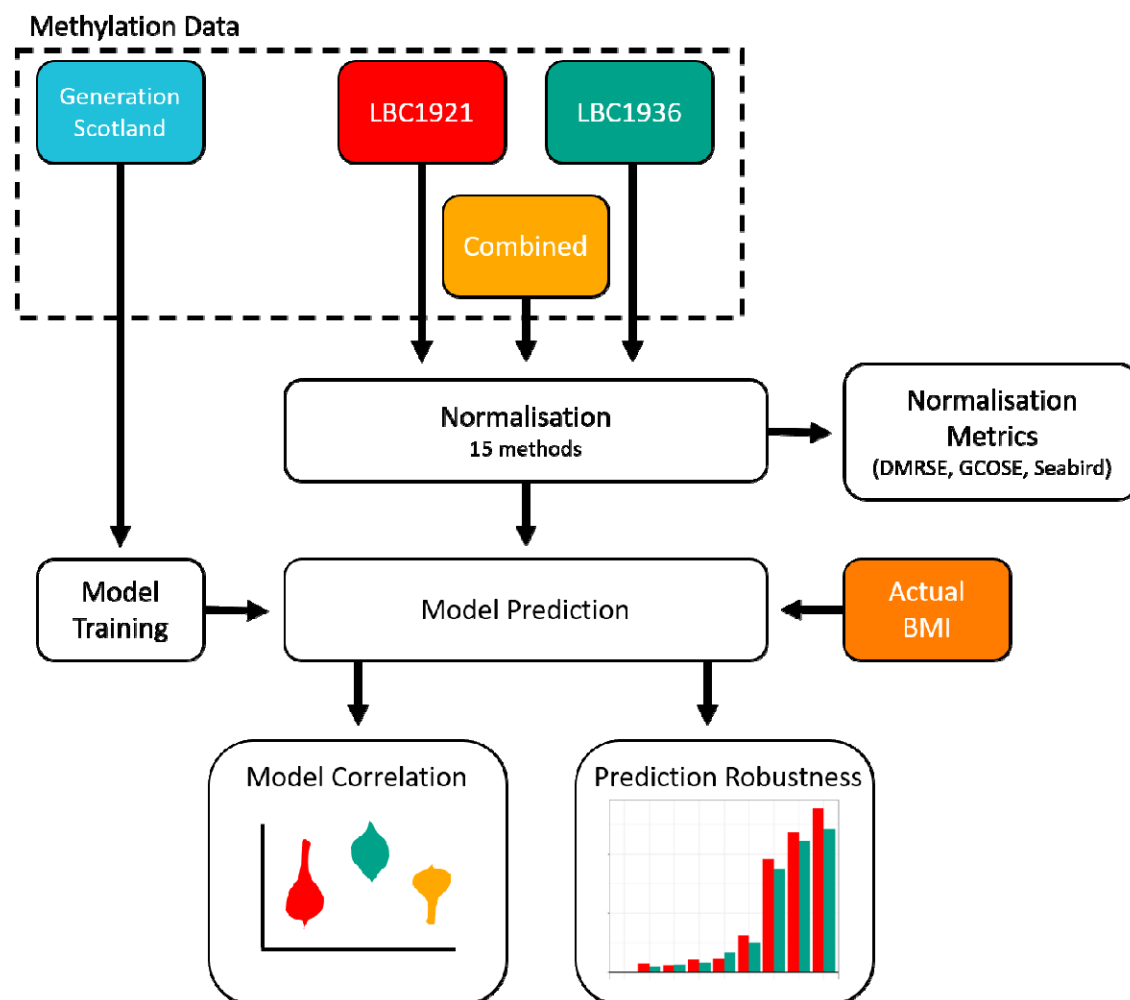 Methylation Data
Generation
Scotland
LBC1921
LBC1936
Combined
Normalisation
15 methods
Normalisation
Metrics
(DMRSE, GCOSE, Seabird)
Model
Training
Model Prediction
Actual
BMI
Model Correlation
Prediction Robustness